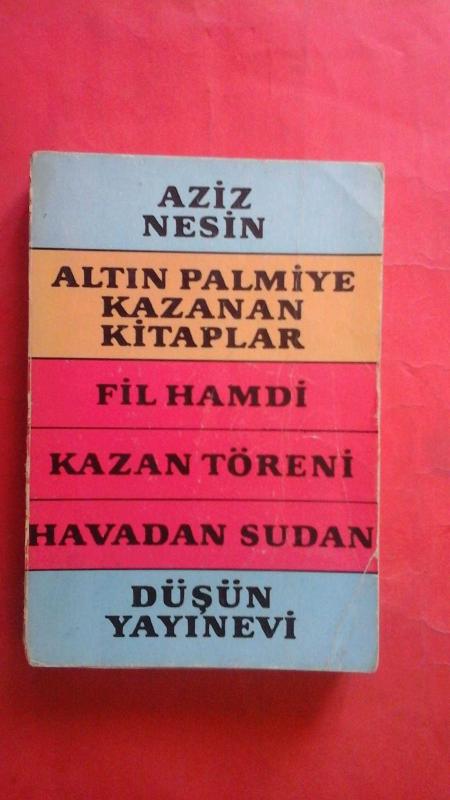 AZİZ
NESİN
ALTIN PALMİYE
KAZANAN
KİTAPLAR
FİL HAMDİ
KAZAN TÖRENİ
HAVADAN SUDAN
DÜŞÜN
YAYINEVİ